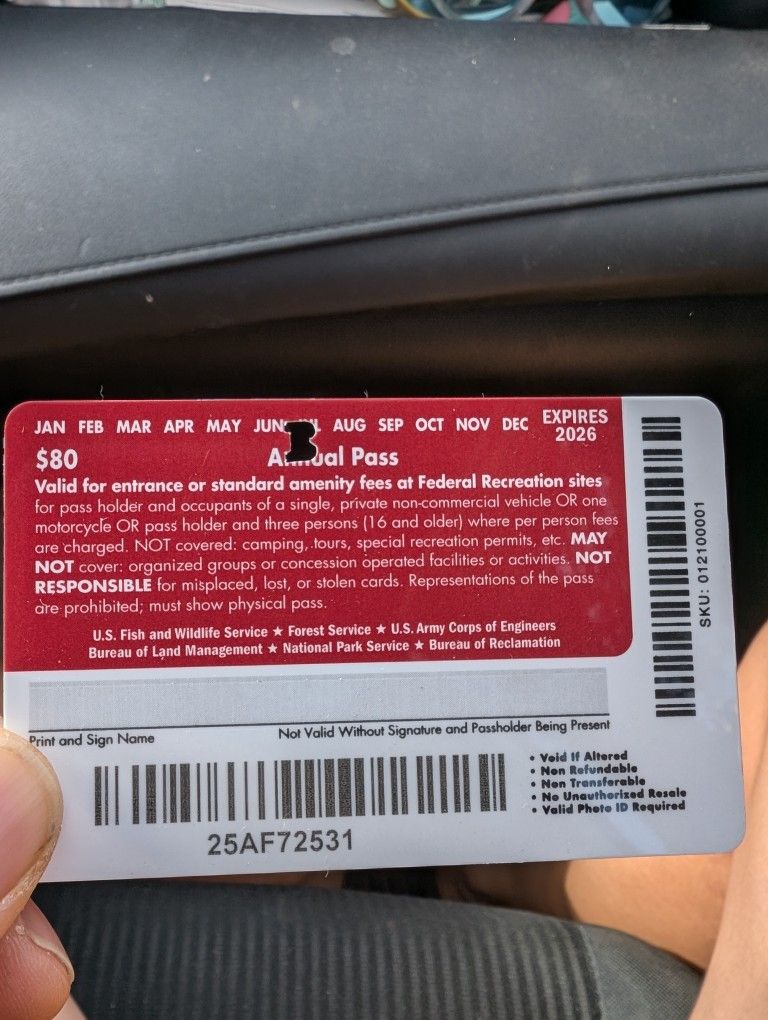 JAN FEB MAR APR MAY JUN AUG SEP OCT NOV DEC EXPIRES 2026
$80 Annual Pass
Valid for entrance or standard amenity fees at Federal Recreation sites
for pass holder and occupants of a single, private non-commercial vehicle OR one
motorcycle OR pass holder and three persons (16 and older) where per person fees
are charged. NOT covered: camping, tours, special recreation permits, etc. MAY
NOT cover: organized groups or concession operated facilities or activities. NOT
RESPONSIBLE for misplaced, lost, or stolen cards. Representations of the pass
are prohibited; must show physical pass.
U.S. Fish and Wildlife Service ★ Forest Service ★ U.S. Army Corps of Engineers
Bureau of Land Management ★ National Park Service ★ Bureau of Reclamation
SKU: 012100001
Print and Sign Name
Not Valid Without Signature and Passholder Being Present
25AF72531
• Void If Altered
• Non Refundable
• Non Transferable
• No Unauthorized Resale
• Valid Photo ID Required